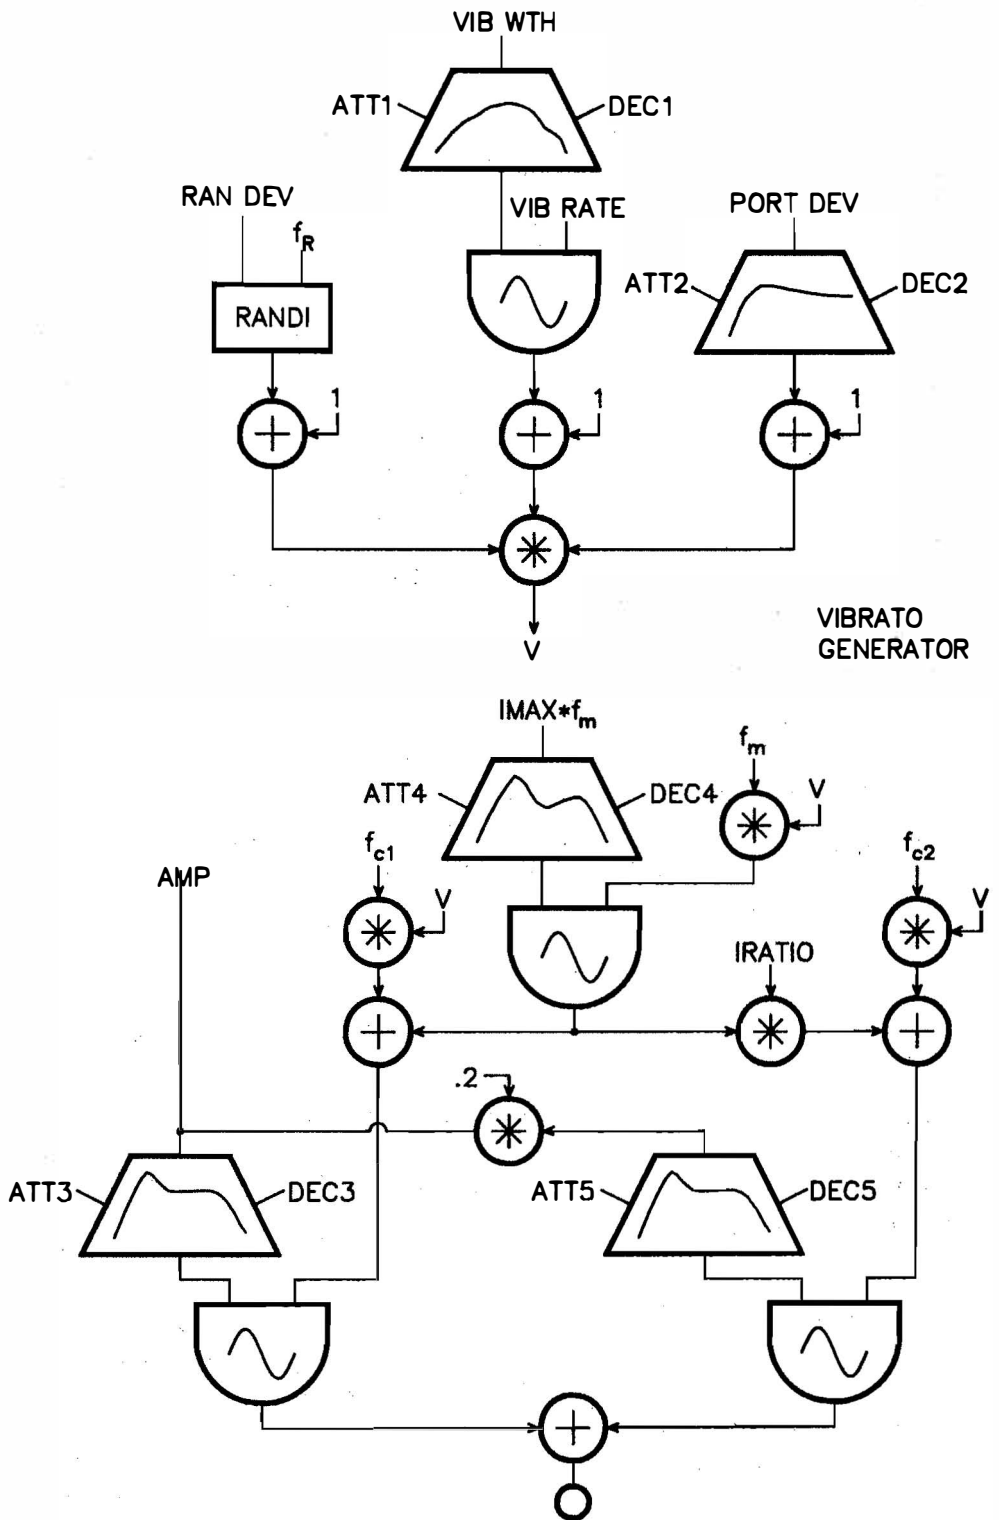 VIB WTH
ATT1
DEC1
RAN DEV
f_R
VIB RATE
PORT DEV
ATT2
DEC2
RANDI
1
1
1
V
VIBRATO
GENERATOR
IMAX*f_m
f_m
ATT4
DEC4
V
f_c1
f_c2
AMP
V
V
IRATIO
.2
ATT3
DEC3
ATT5
DEC5